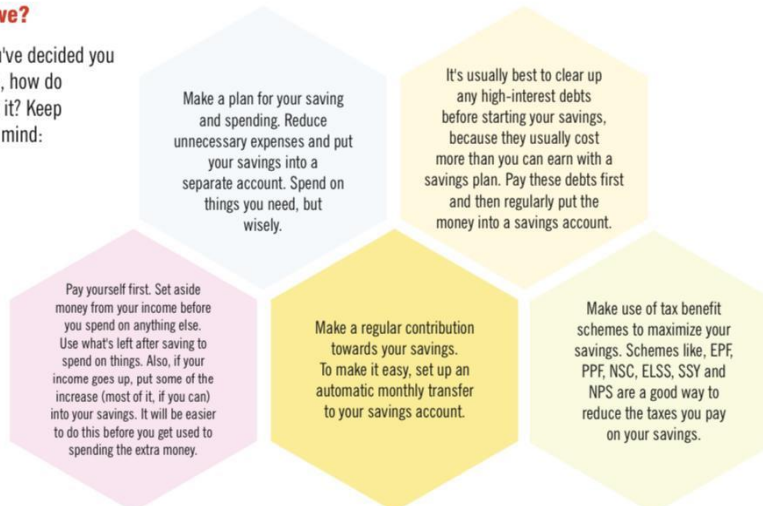 ve?
u've decided you
, how do
it? Keep
mind:
Make a plan for your saving
and spending. Reduce
unnecessary expenses and put
your savings into a
separate account. Spend on
things you need, but
wisely.
It's usually best to clear up
any high-interest debts
before starting your savings,
because they usually cost
more than you can earn with a
savings plan. Pay these debts first
and then regularly put the
money into a savings account.
Pay yourself first. Set aside
money from your income before
you spend on anything else.
Use what's left after saving to
spend on things. Also, if your
income goes up, put some of the
increase (most of it, if you can)
into your savings. It will be easier
to do this before you get used to
spending the extra money.
Make a regular contribution
towards your savings.
To make it easy, set up an
automatic monthly transfer
to your savings account.
Make use of tax benefit
schemes to maximize your
savings. Schemes like, EPF,
PPF, NSC, ELSS, SSY and
NPS are a good way to
reduce the taxes you pay
on your savings.